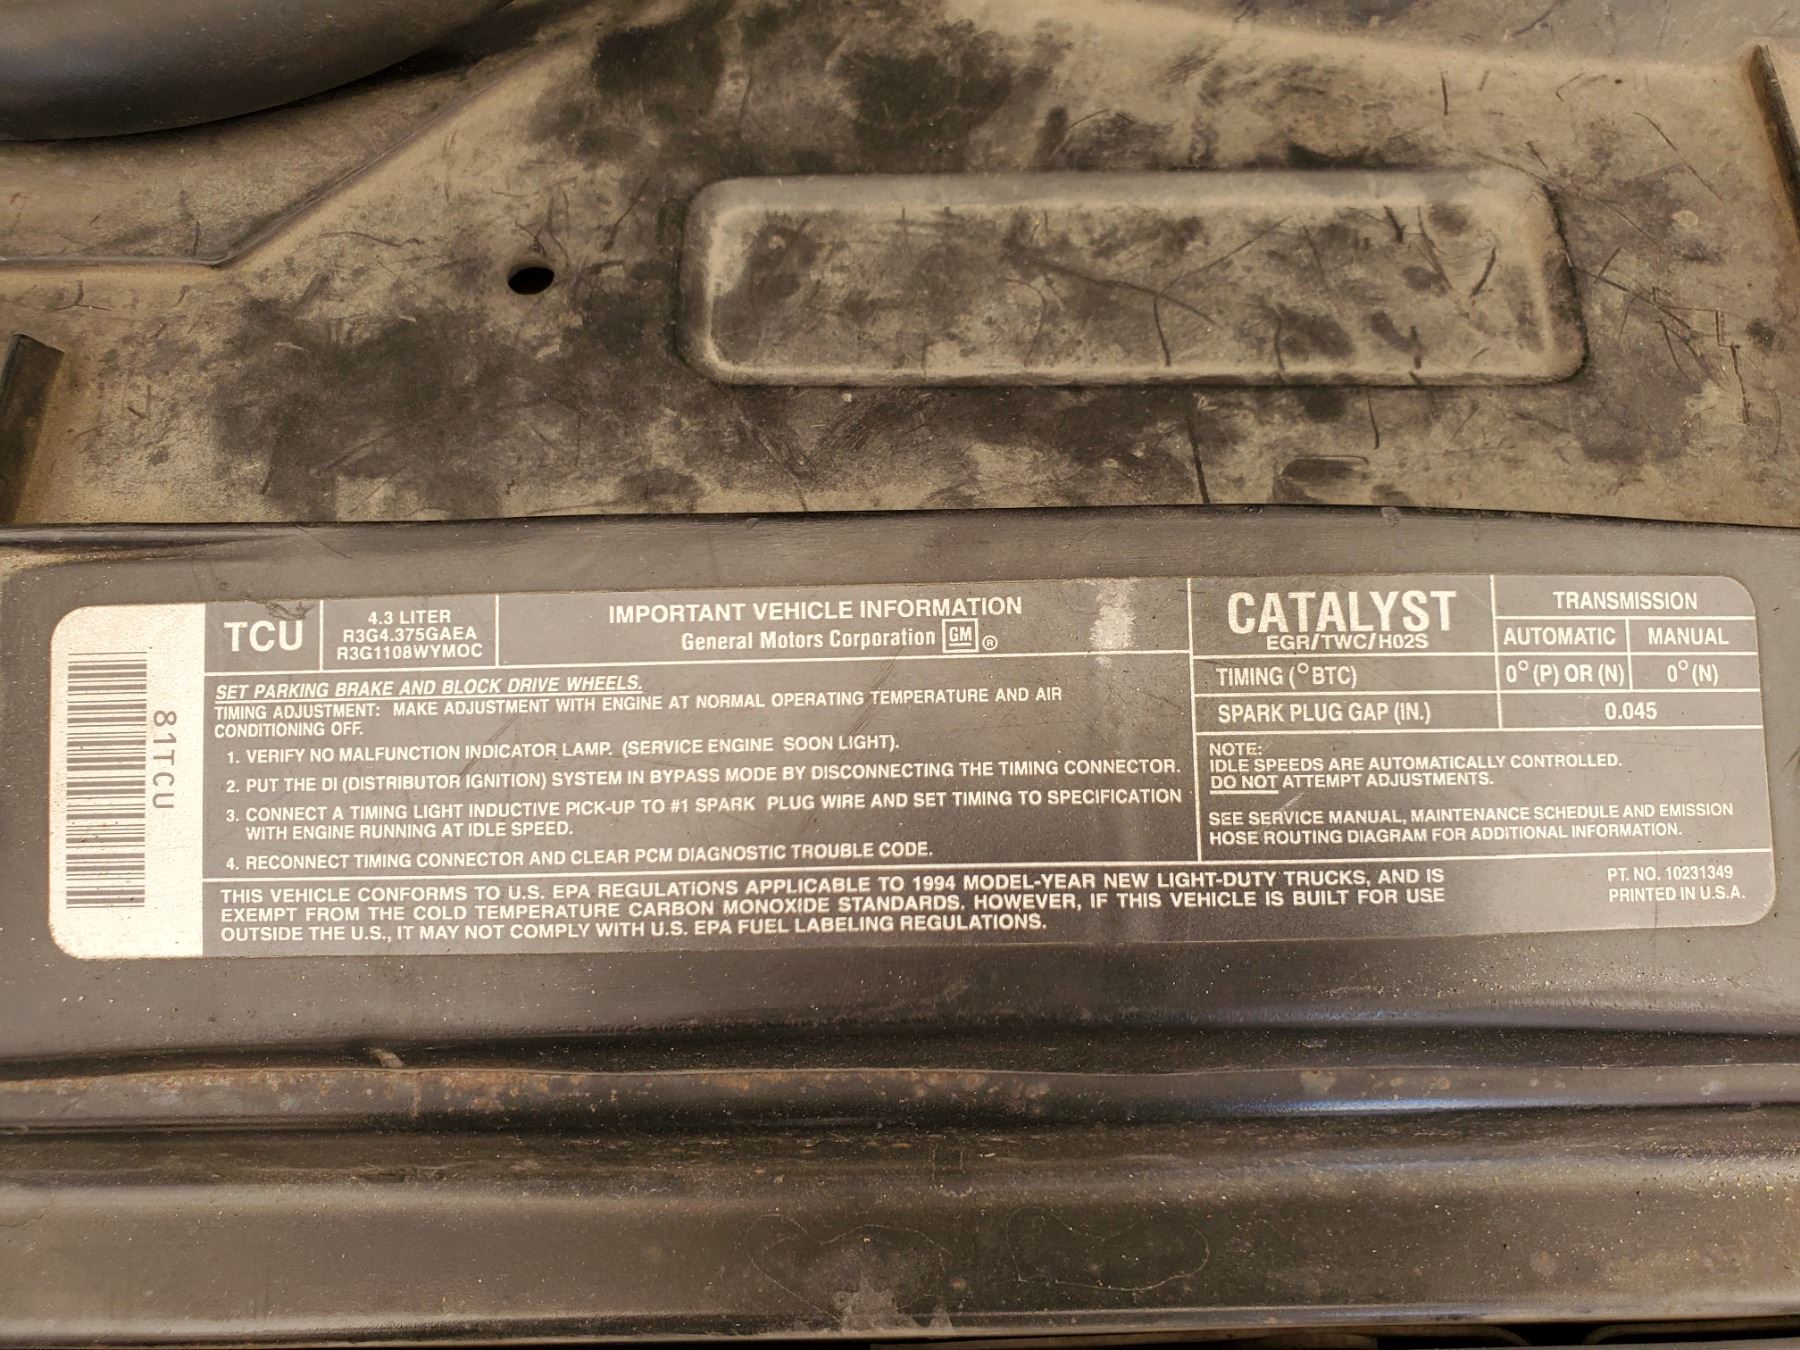 81TCU
TCU
4.3 LITER
R3G4.375GAEA
R3G1108WYMOC
IMPORTANT VEHICLE INFORMATION
General Motors Corporation GM ®
SET PARKING BRAKE AND BLOCK DRIVE WHEELS.
TIMING ADJUSTMENT: MAKE ADJUSTMENT WITH ENGINE AT NORMAL OPERATING TEMPERATURE AND AIR
CONDITIONING OFF.
1. VERIFY NO MALFUNCTION INDICATOR LAMP. (SERVICE ENGINE SOON LIGHT).
2. PUT THE DI (DISTRIBUTOR IGNITION) SYSTEM IN BYPASS MODE BY DISCONNECTING THE TIMING CONNECTOR.
3. CONNECT A TIMING LIGHT INDUCTIVE PICK-UP TO #1 SPARK PLUG WIRE AND SET TIMING TO SPECIFICATION
WITH ENGINE RUNNING AT IDLE SPEED.
4. RECONNECT TIMING CONNECTOR AND CLEAR PCM DIAGNOSTIC TROUBLE CODE.
CATALYST
EGR/TWC/HO2S
TRANSMISSION
AUTOMATIC MANUAL
TIMING (°BTC) 0° (P) OR (N) 0° (N)
SPARK PLUG GAP (IN.) 0.045
NOTE:
IDLE SPEEDS ARE AUTOMATICALLY CONTROLLED.
DO NOT ATTEMPT ADJUSTMENTS.
SEE SERVICE MANUAL, MAINTENANCE SCHEDULE AND EMISSION
HOSE ROUTING DIAGRAM FOR ADDITIONAL INFORMATION.
THIS VEHICLE CONFORMS TO U.S. EPA REGULATIONS APPLICABLE TO 1994 MODEL-YEAR NEW LIGHT-DUTY TRUCKS, AND IS
EXEMPT FROM THE COLD TEMPERATURE CARBON MONOXIDE STANDARDS. HOWEVER, IF THIS VEHICLE IS BUILT FOR USE
OUTSIDE THE U.S., IT MAY NOT COMPLY WITH U.S. EPA FUEL LABELING REGULATIONS.
PT. NO. 10231349
PRINTED IN U.S.A.